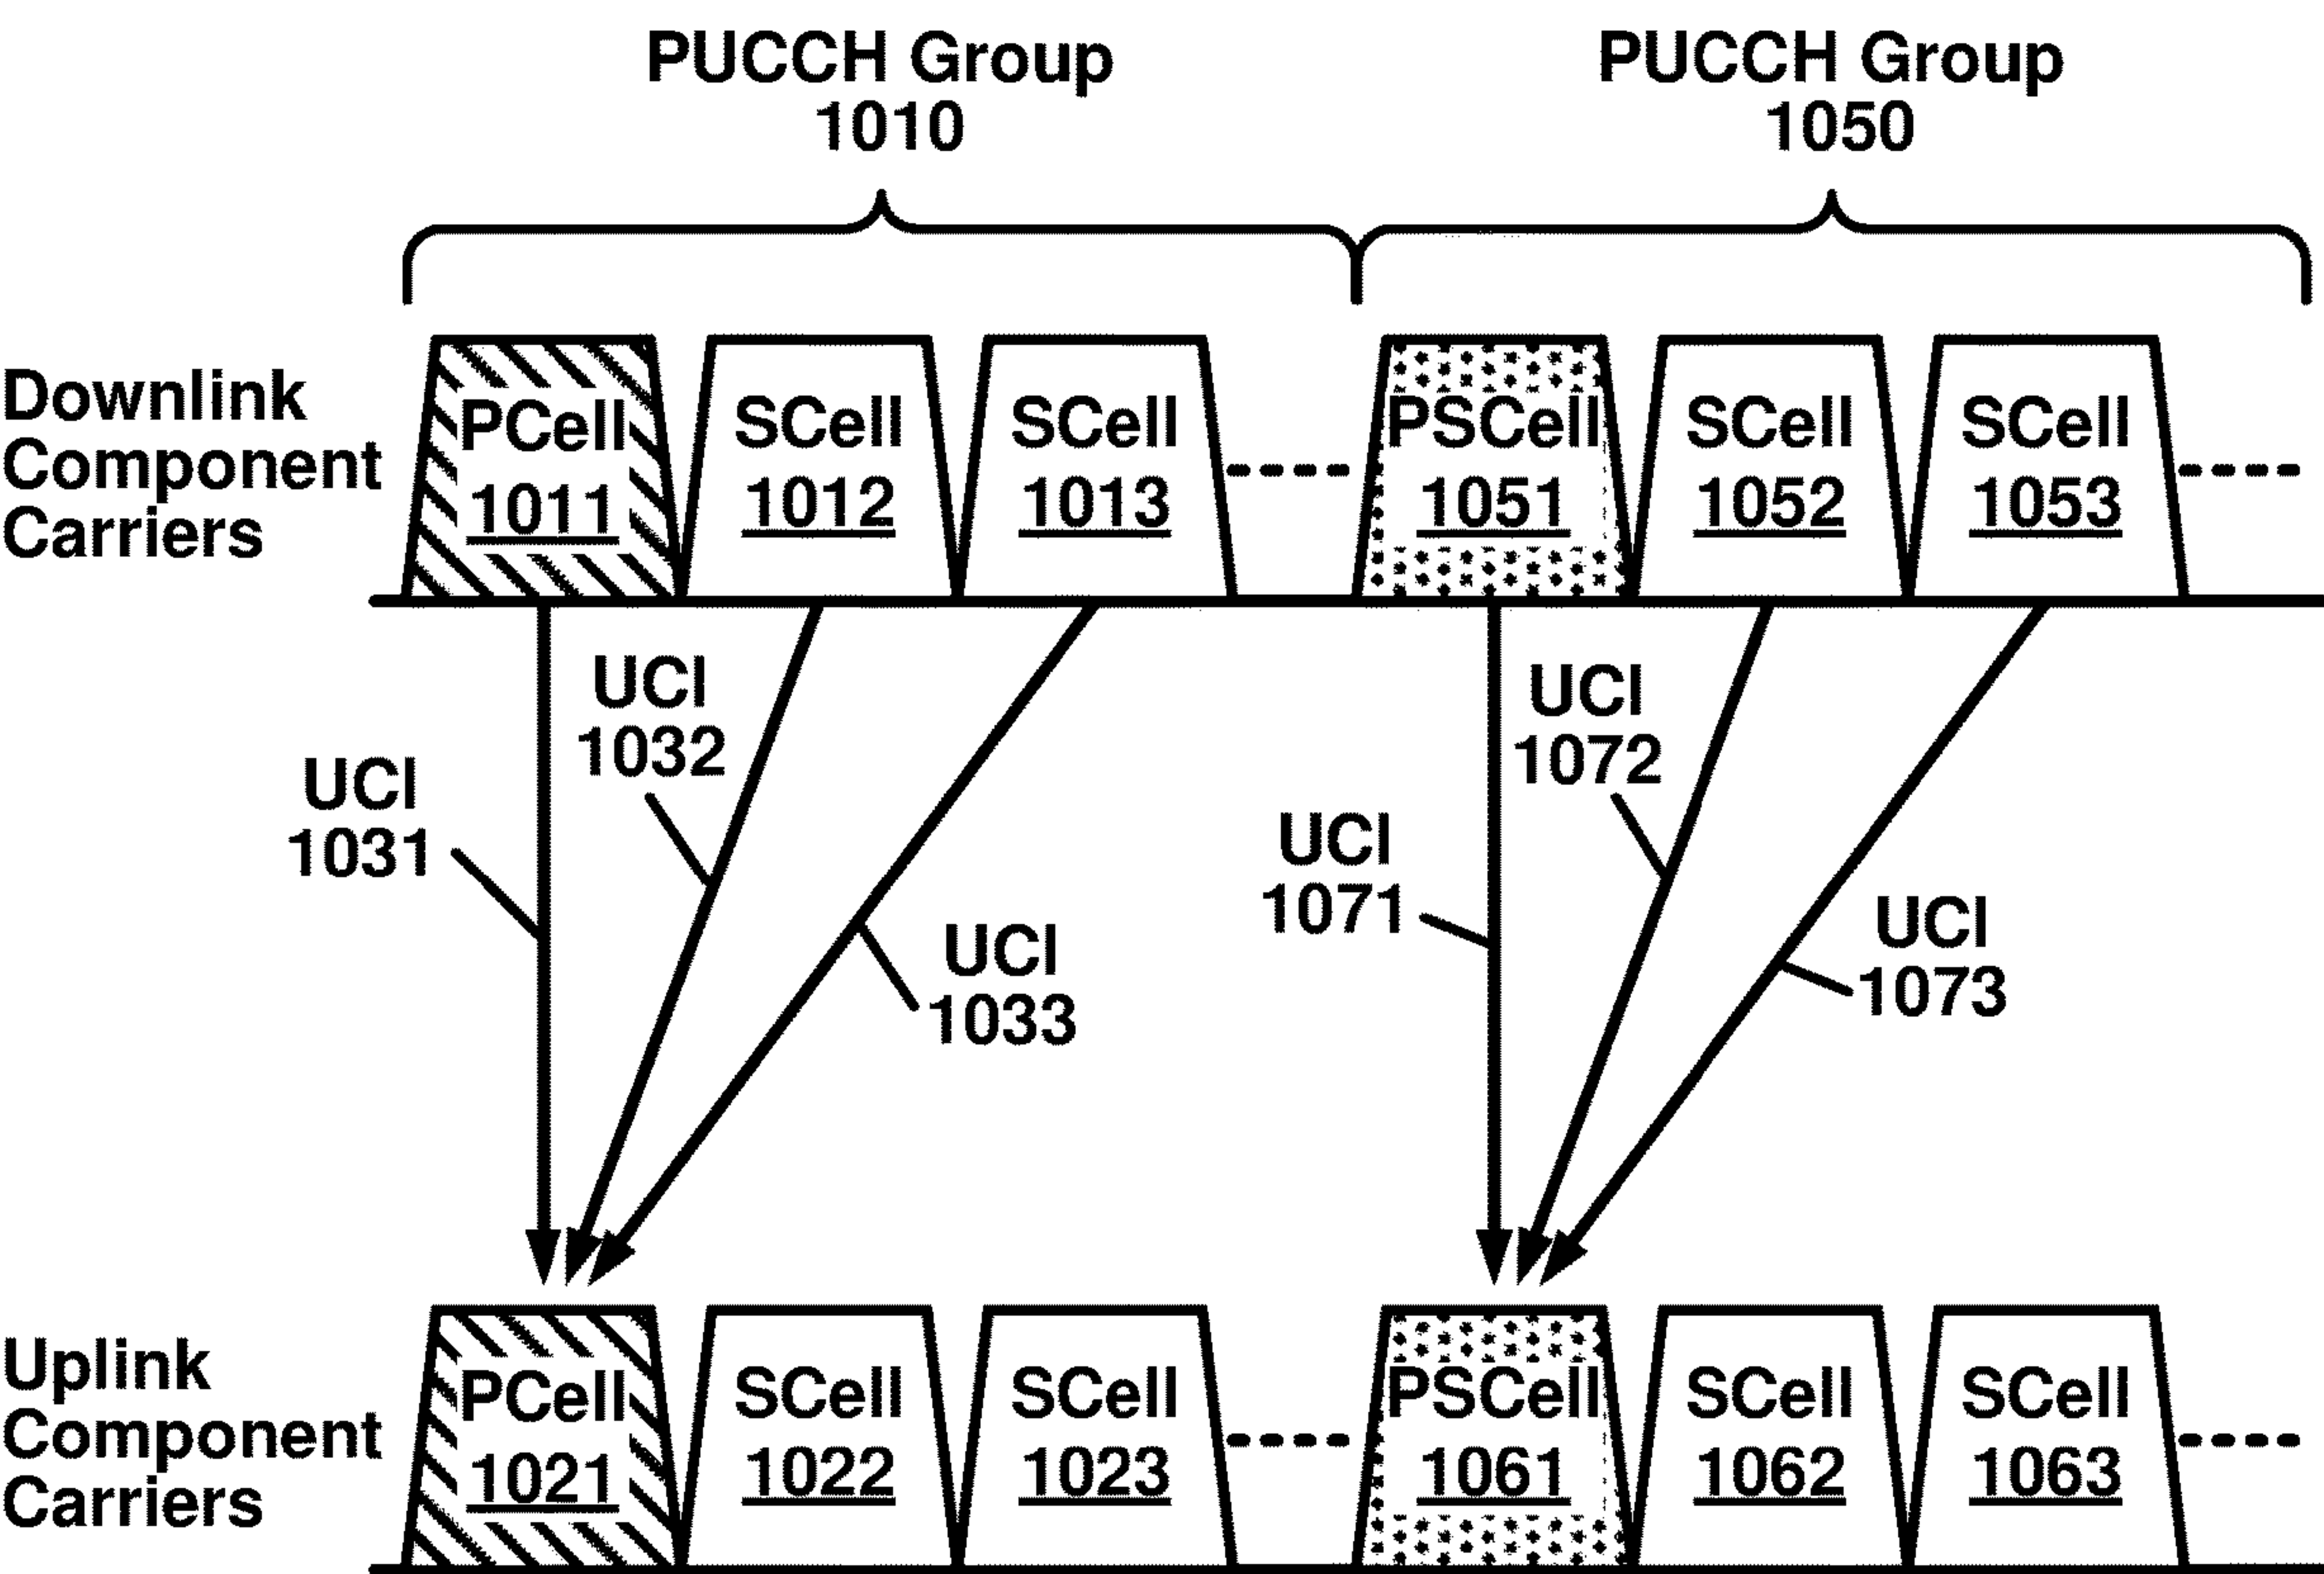 PUCCH Group
1010
PUCCH Group
1050
Downlink
Component
Carriers
PCell
1011
SCell
1012
SCell
1013
PSCell
1051
SCell
1052
SCell
1053
UCI
1031
UCI
1032
UCI
1033
UCI
1071
UCI
1072
UCI
1073
Uplink
Component
Carriers
PCell
1021
SCell
1022
SCell
1023
PSCell
1061
SCell
1062
SCell
1063